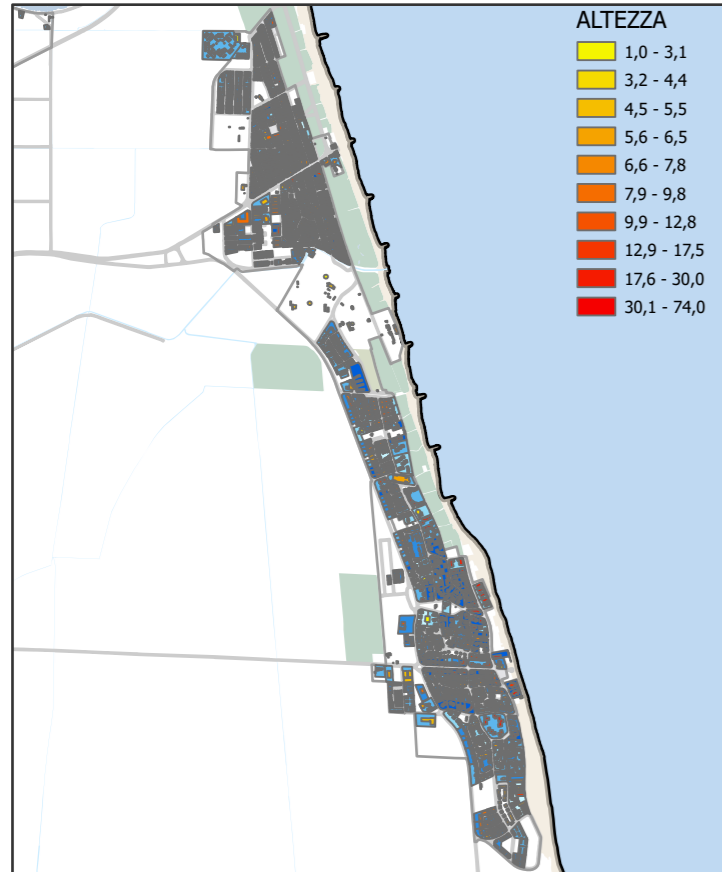 ALTEZZA
1,0 - 3,1
3,2 - 4,4
4,5 - 5,5
5,6 - 6,5
6,6 - 7,8
7,9 - 9,8
9,9 - 12,8
12,9 - 17,5
17,6 - 30,0
30,1 - 74,0